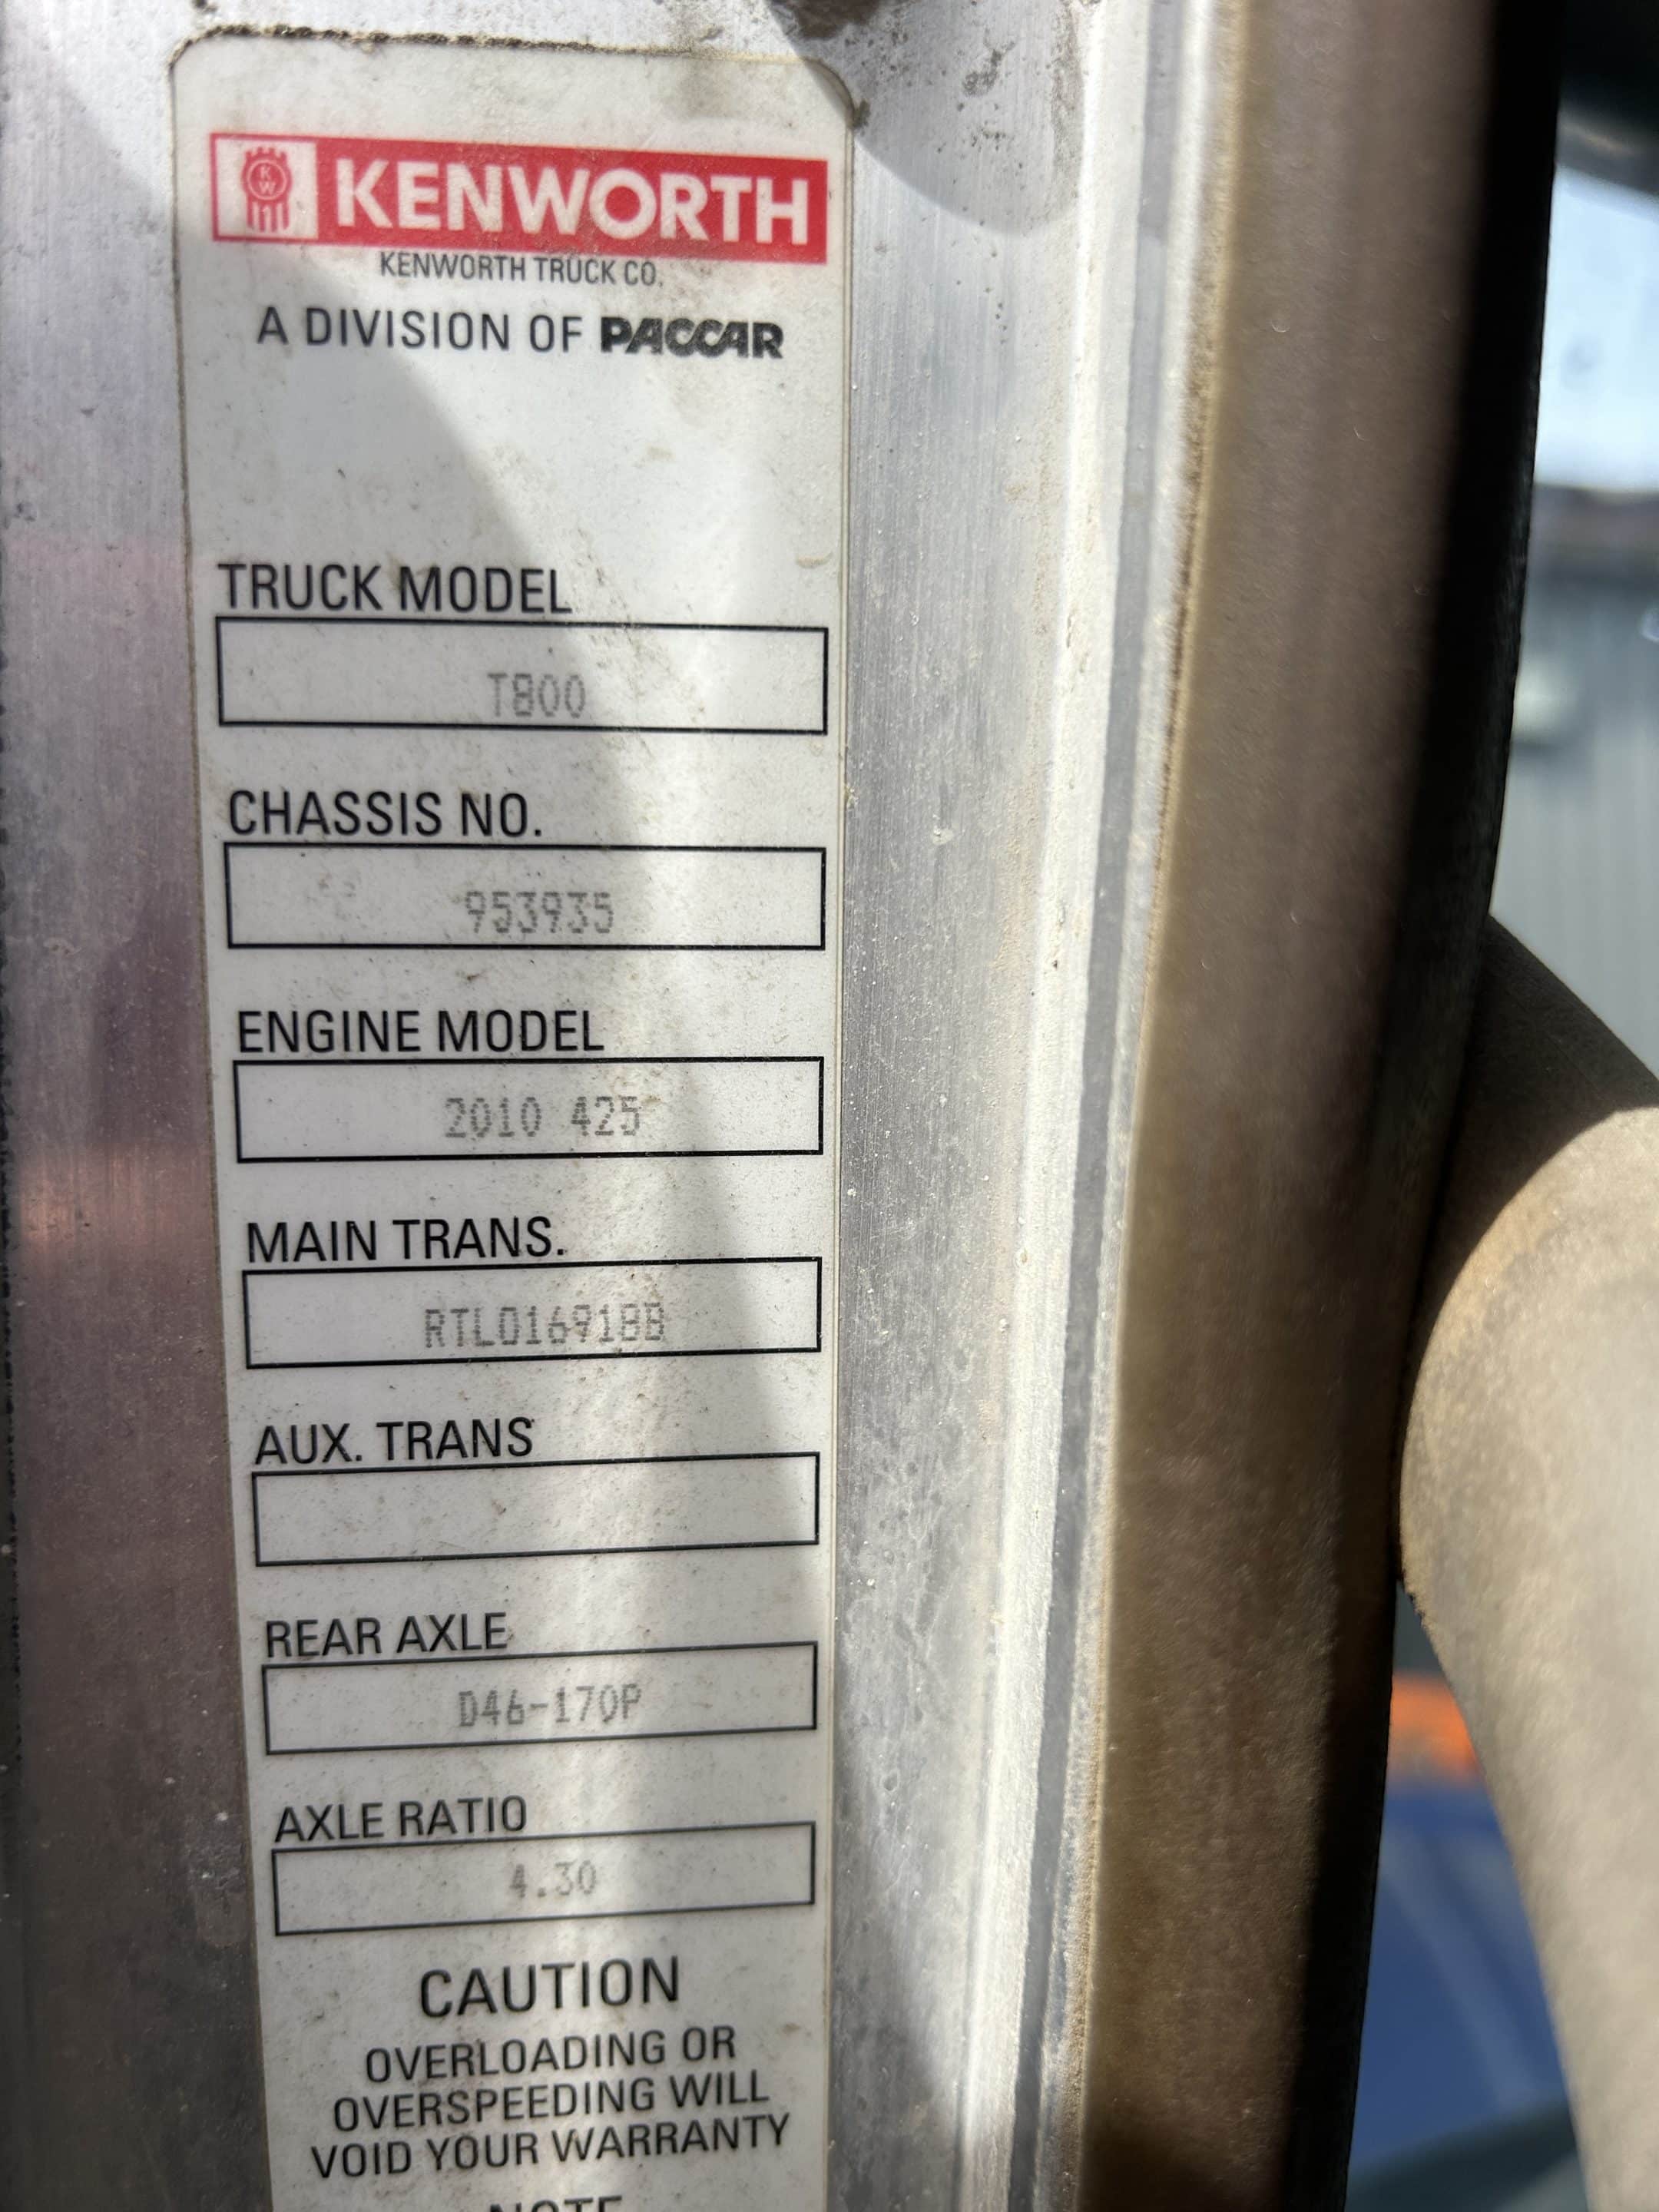 KW
KENWORTH
KENWORTH TRUCK CO.
A DIVISION OF PACCAR
TRUCK MODEL
T800
CHASSIS NO.
953935
ENGINE MODEL
2010 425
MAIN TRANS.
RTLO16918B
AUX. TRANS
REAR AXLE
D46-170P
AXLE RATIO
4.30
CAUTION
OVERLOADING OR
OVERSPEEDING WILL
VOID YOUR WARRANTY
NOTE